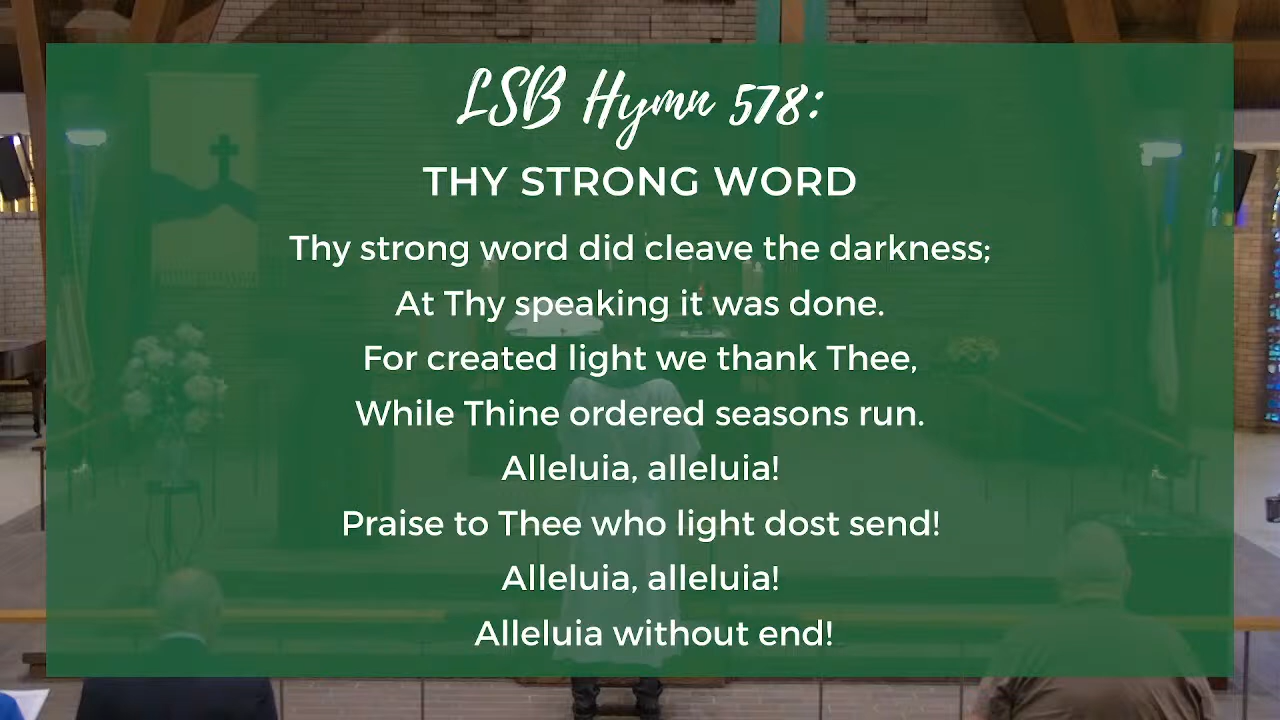 LSB Hymn 578:
THY STRONG WORD
Thy strong word did cleave the darkness;
At Thy speaking it was done.
For created light we thank Thee,
While Thine ordered seasons run.
Alleluia, alleluia!
Praise to Thee who light dost send!
Alleluia, alleluia!
Alleluia without end!